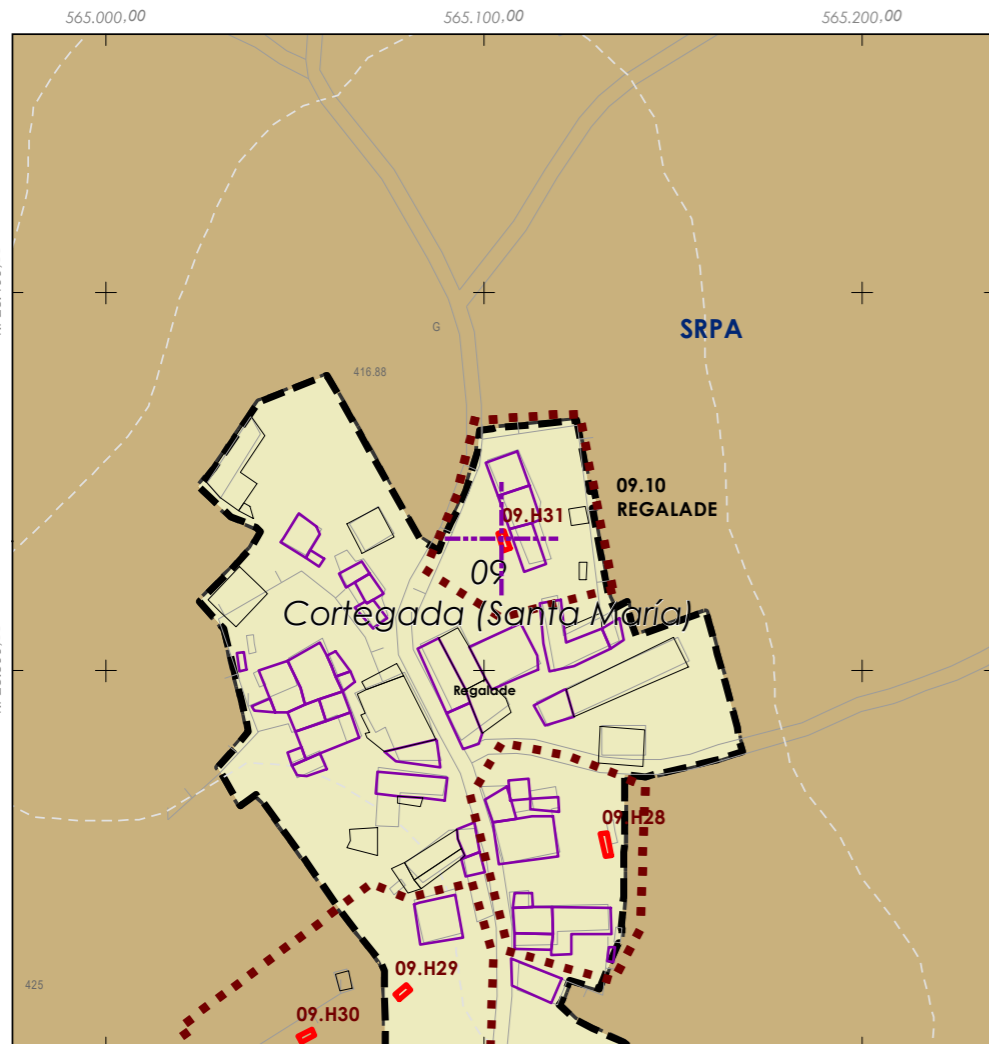 565.000,00
565.100,00
565.200,00
G
SRPA
416.88
09.10
REGALADE
09.H31
09
Cortegada (Santa María)
Regalade
09.H28
09.H29
425
09.H30